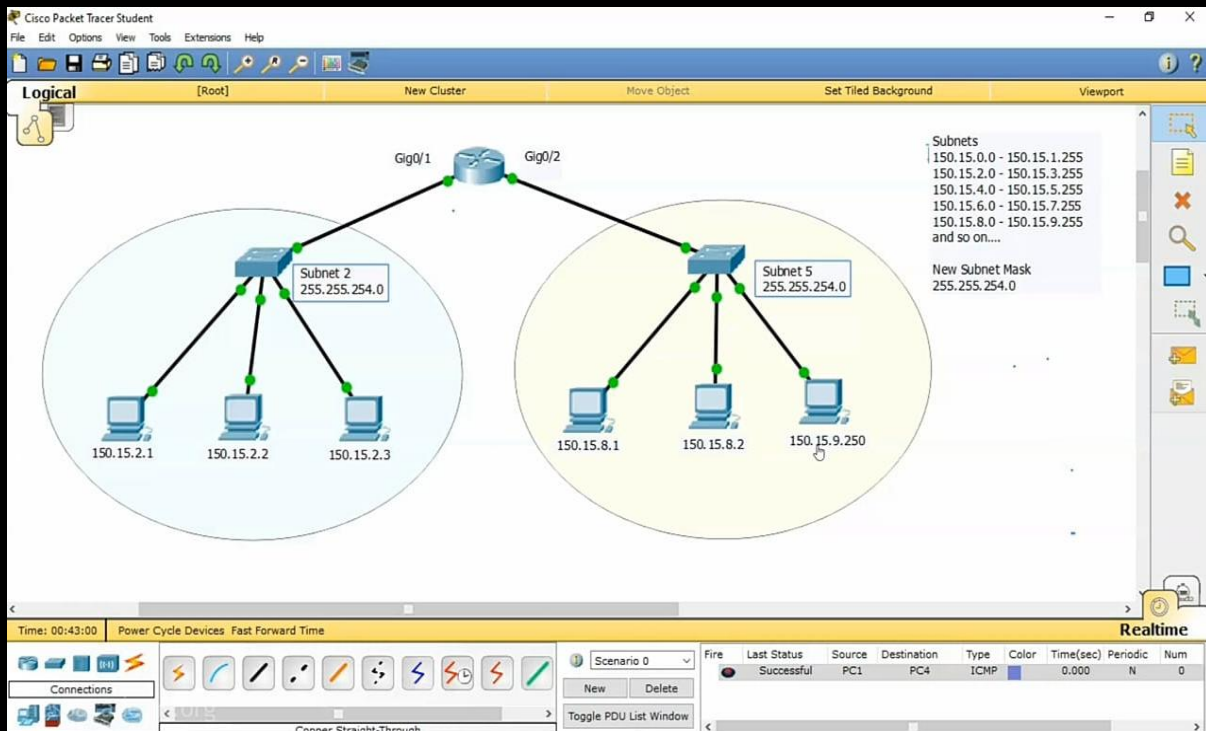 Cisco Packet Tracer Student
File Edit Options View Tools Extensions Help
Logical [Root] New Cluster Move Object Set Tiled Background Viewport
Gig0/1 Gig0/2
Subnets
150.15.0.0 - 150.15.1.255
150.15.2.0 - 150.15.3.255
150.15.4.0 - 150.15.5.255
150.15.6.0 - 150.15.7.255
150.15.8.0 - 150.15.9.255
and so on....
New Subnet Mask
255.255.254.0
Subnet 2
255.255.254.0
Subnet 5
255.255.254.0
150.15.2.1 150.15.2.2 150.15.2.3
150.15.8.1 150.15.8.2 150.15.9.250
Time: 00:43:00 Power Cycle Devices Fast Forward Time Realtime
Connections
Copper Straight-Through
Scenario 0
New Delete
Toggle PDU List Window
Fire Last Status Source Destination Type Color Time(sec) Periodic Num
Successful PC1 PC4 ICMP 0.000 N 0